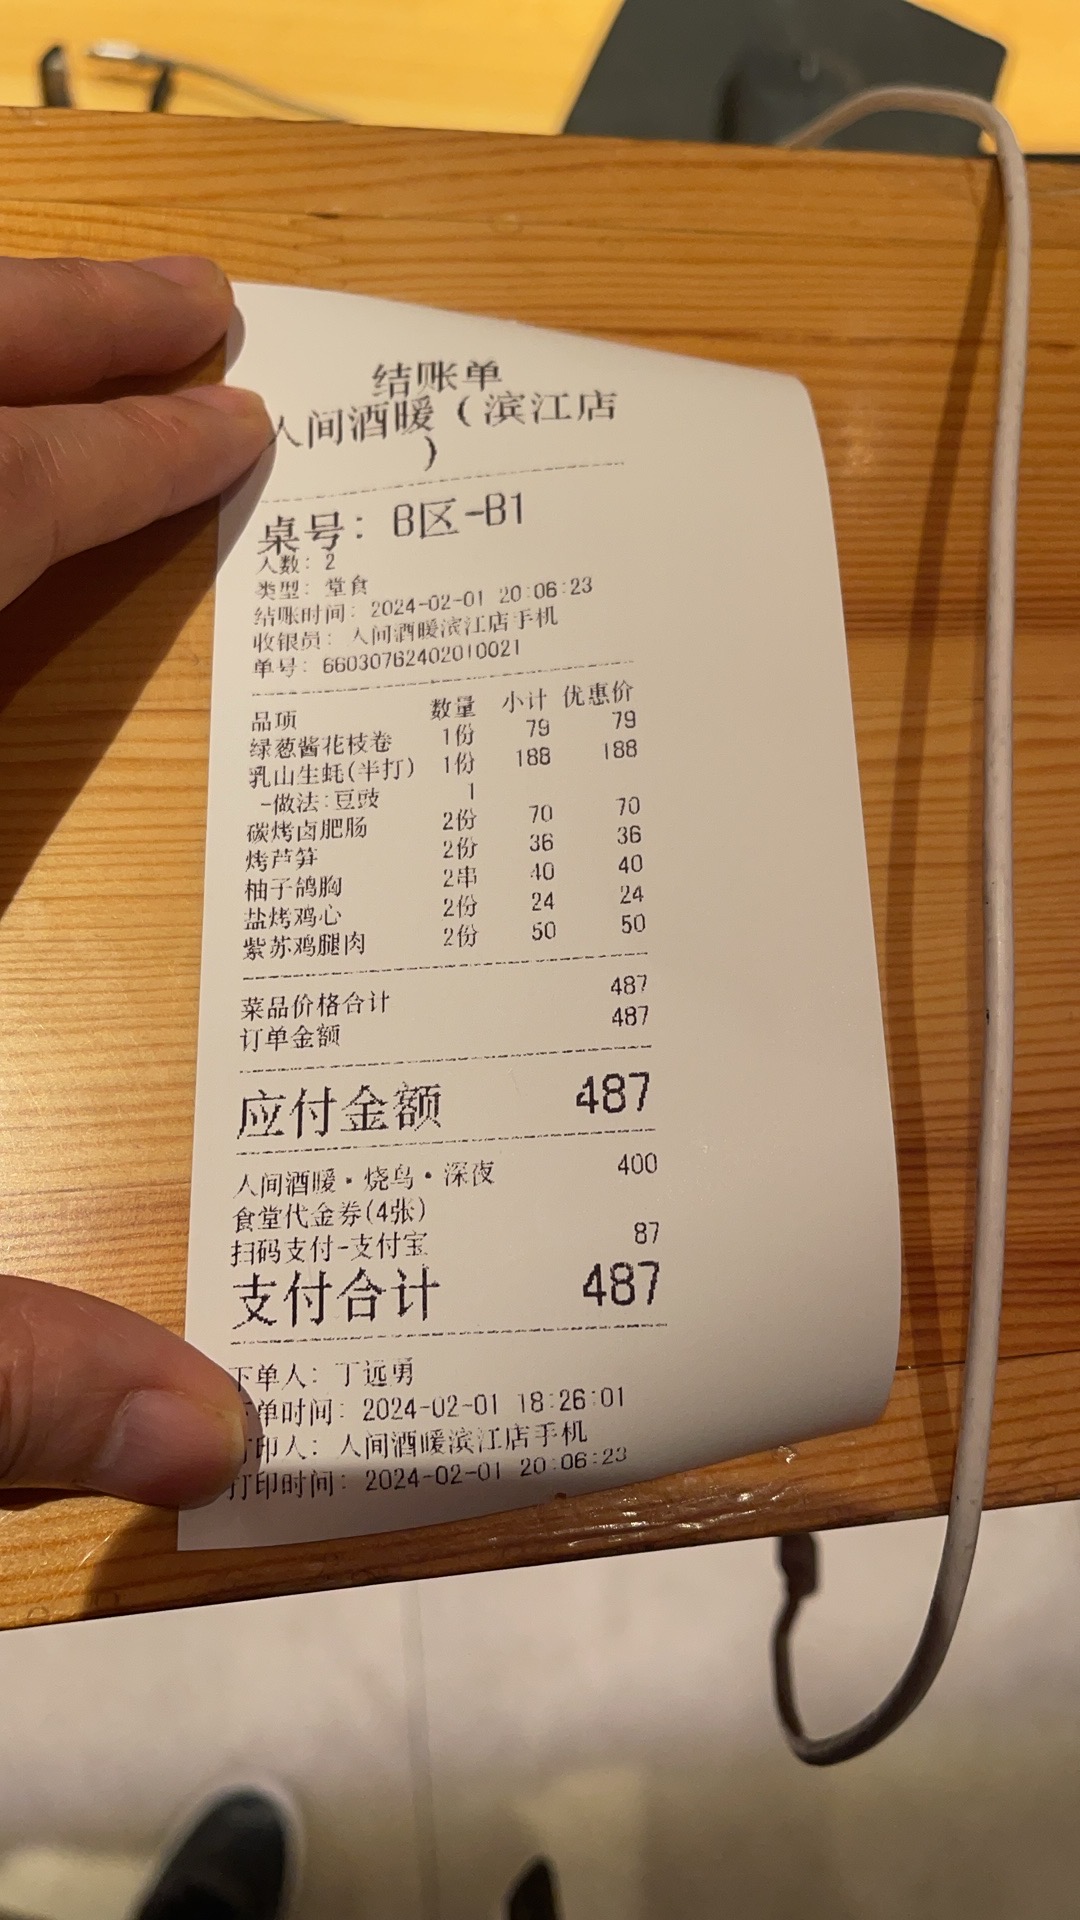 结账单
人间酒暖（滨江店
）
桌号：B区-B1
人数：2
类型：堂食
结账时间：2024-02-01 20:06:23
收银员：人间酒暖滨江店手机
单号：66030762402010021
品项 数量 小计 优惠价
绿葱酱花枝卷 1份 79 79
乳山生蚝(半打) 1份 188 188
-做法:豆豉 1
碳烤卤肥肠 2份 70 70
烤芦笋 2份 36 36
柚子鸽胸 2串 40 40
盐烤鸡心 2份 24 24
紫苏鸡腿肉 2份 50 50
菜品价格合计 487
订单金额 487
应付金额 487
人间酒暖·烧鸟·深夜 400
食堂代金券(4张)
扫码支付-支付宝 87
支付合计 487
下单人：丁远勇
下单时间：2024-02-01 18:26:01
打印人：人间酒暖滨江店手机
打印时间：2024-02-01 20:06:23